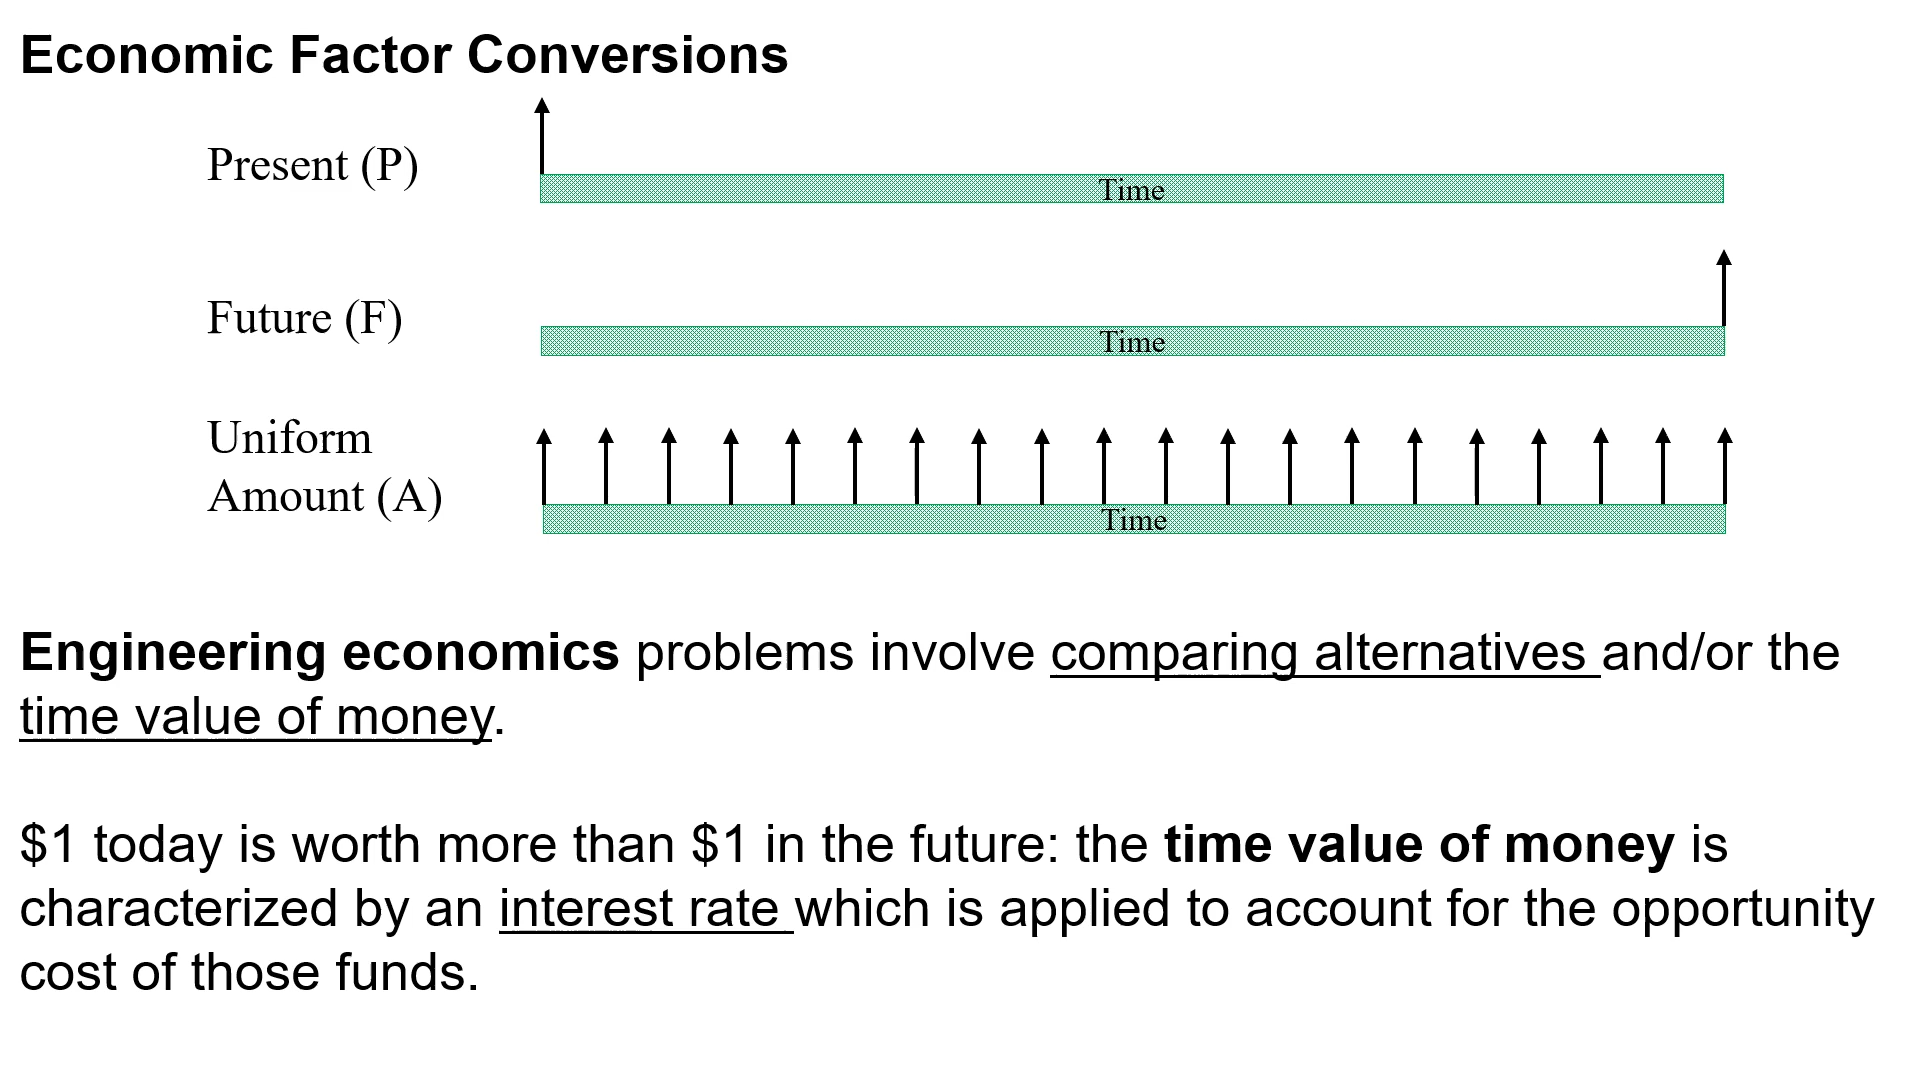 Economic Factor Conversions
Present (P)
Time
Future (F)
Time
Uniform
Amount (A)
Time
Engineering economics problems involve comparing alternatives and/or the
time value of money.
$1 today is worth more than $1 in the future: the time value of money is
characterized by an interest rate which is applied to account for the opportunity
cost of those funds.